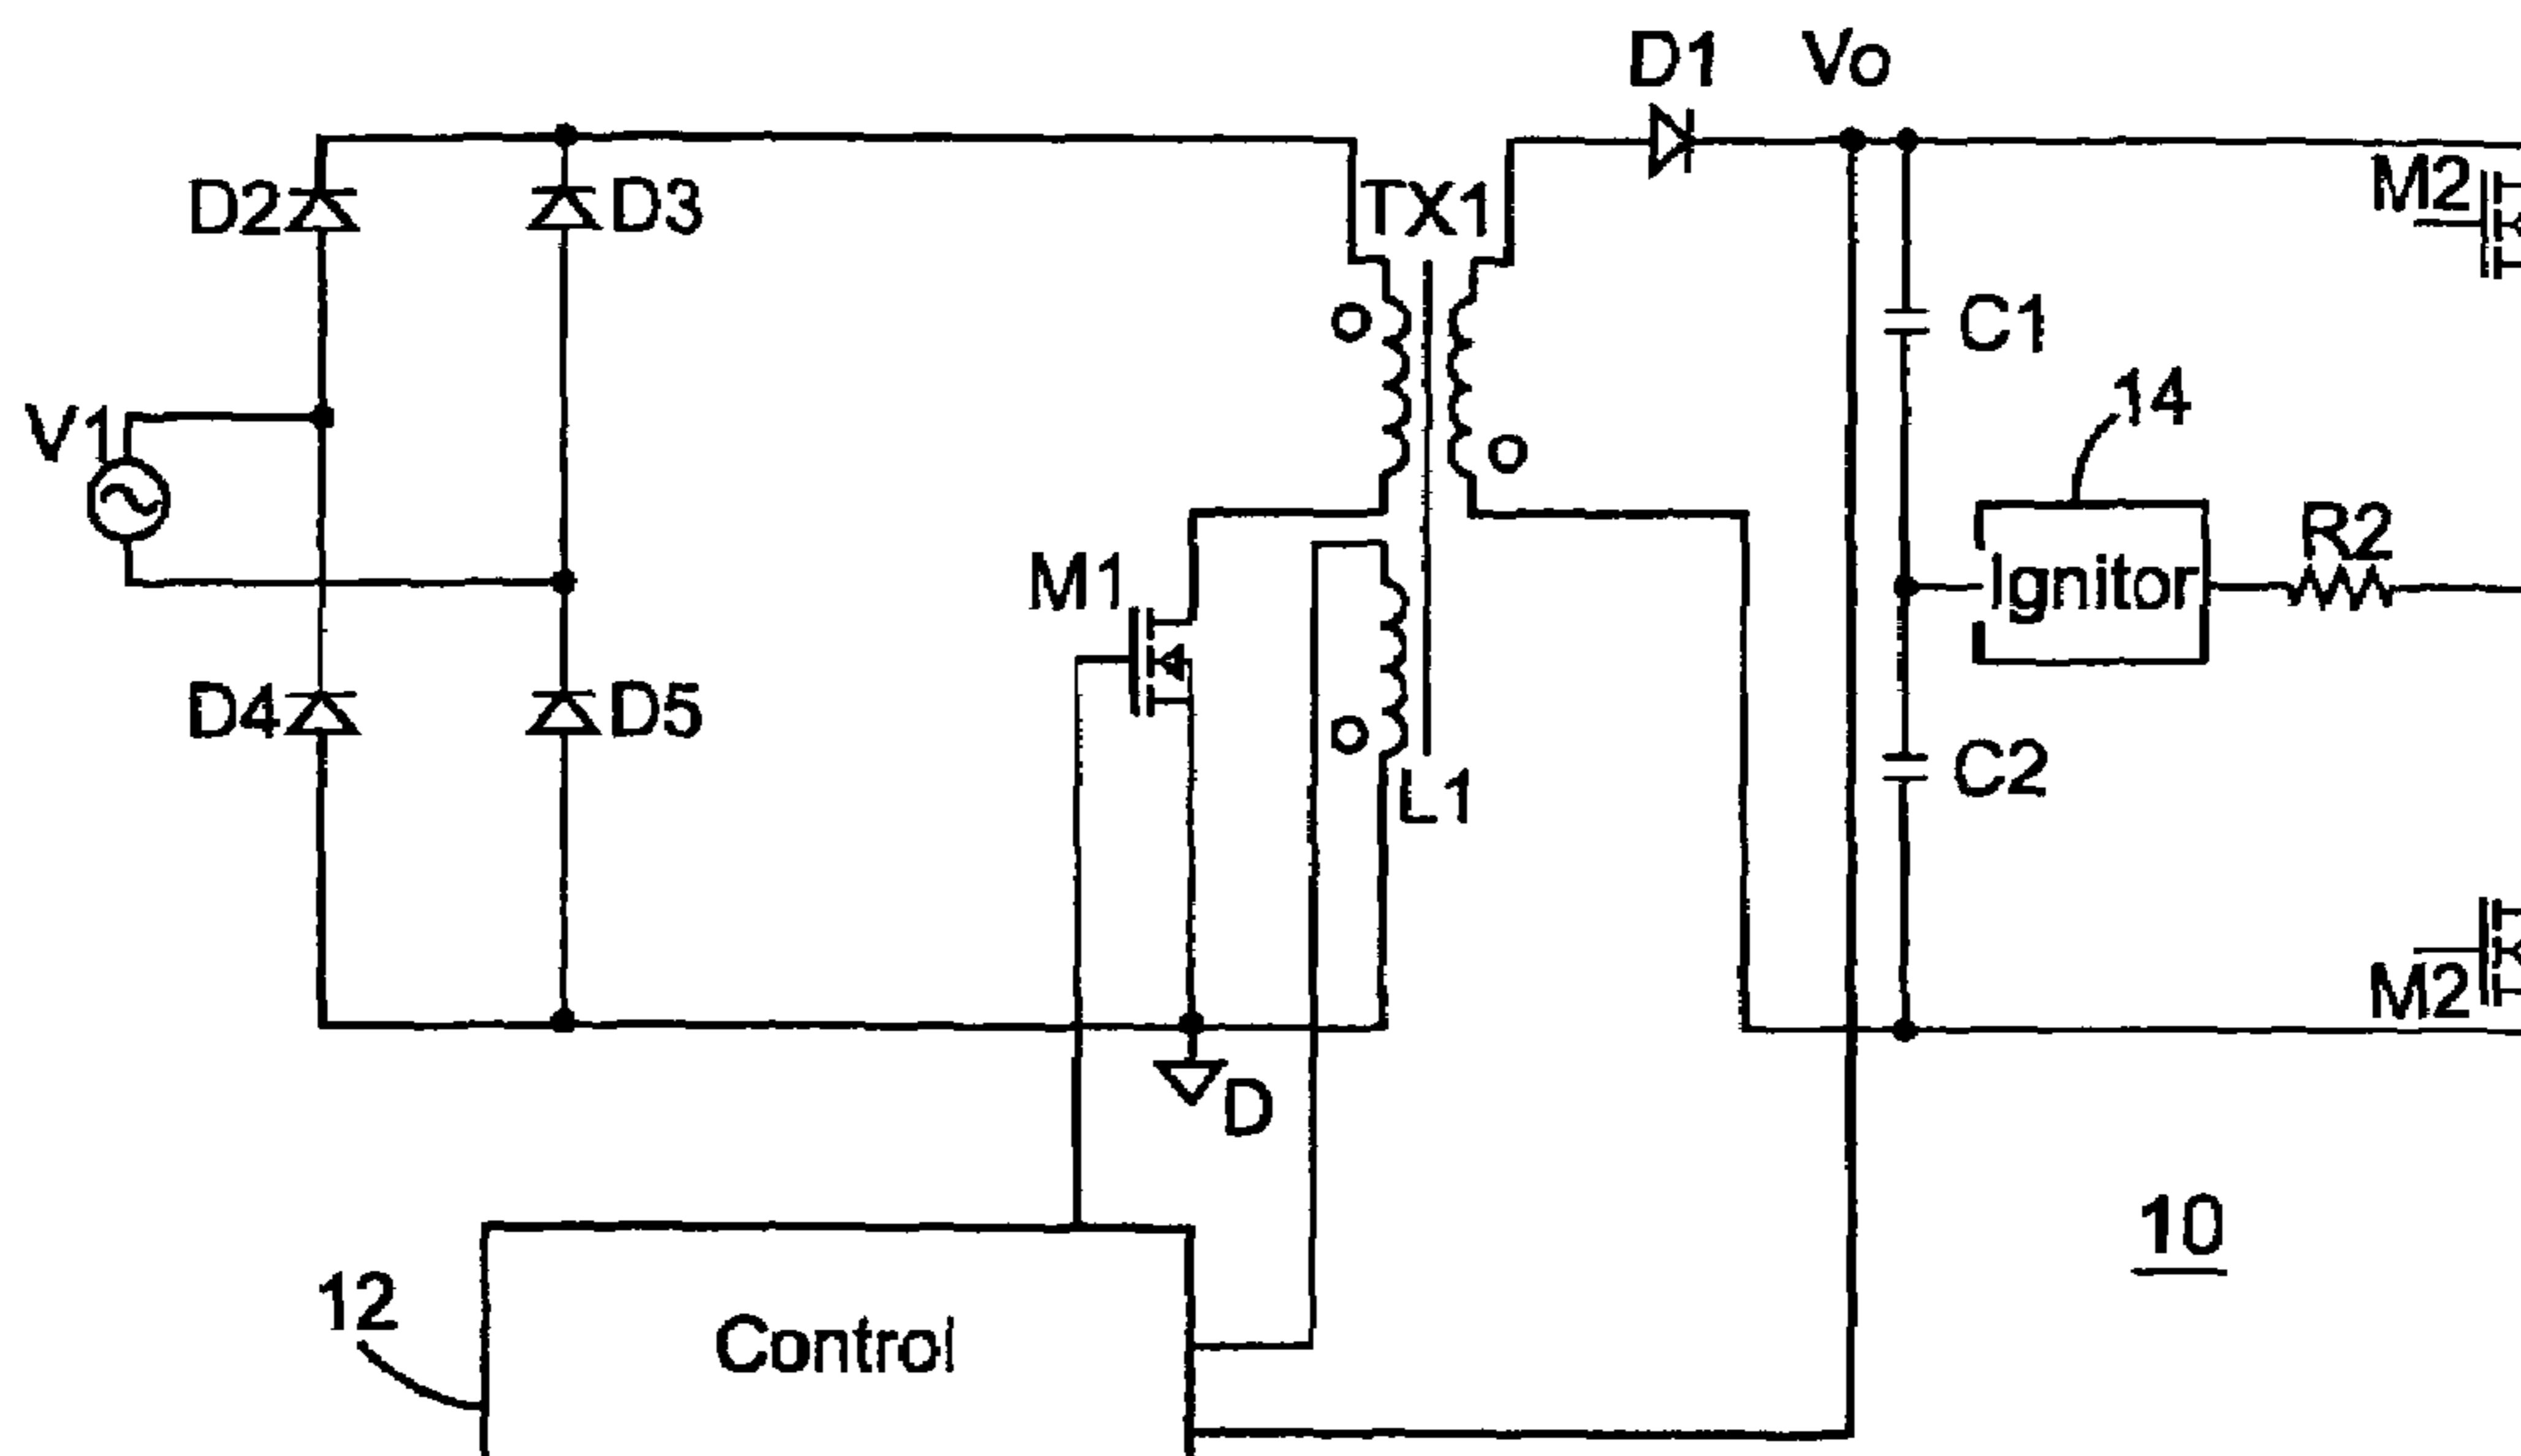 D1 Vo
D2 D3 TX1 M2
C1
V1 14
M1 Ignitor R2
D4 D5 L1 C2
M2
D
10
12 Control